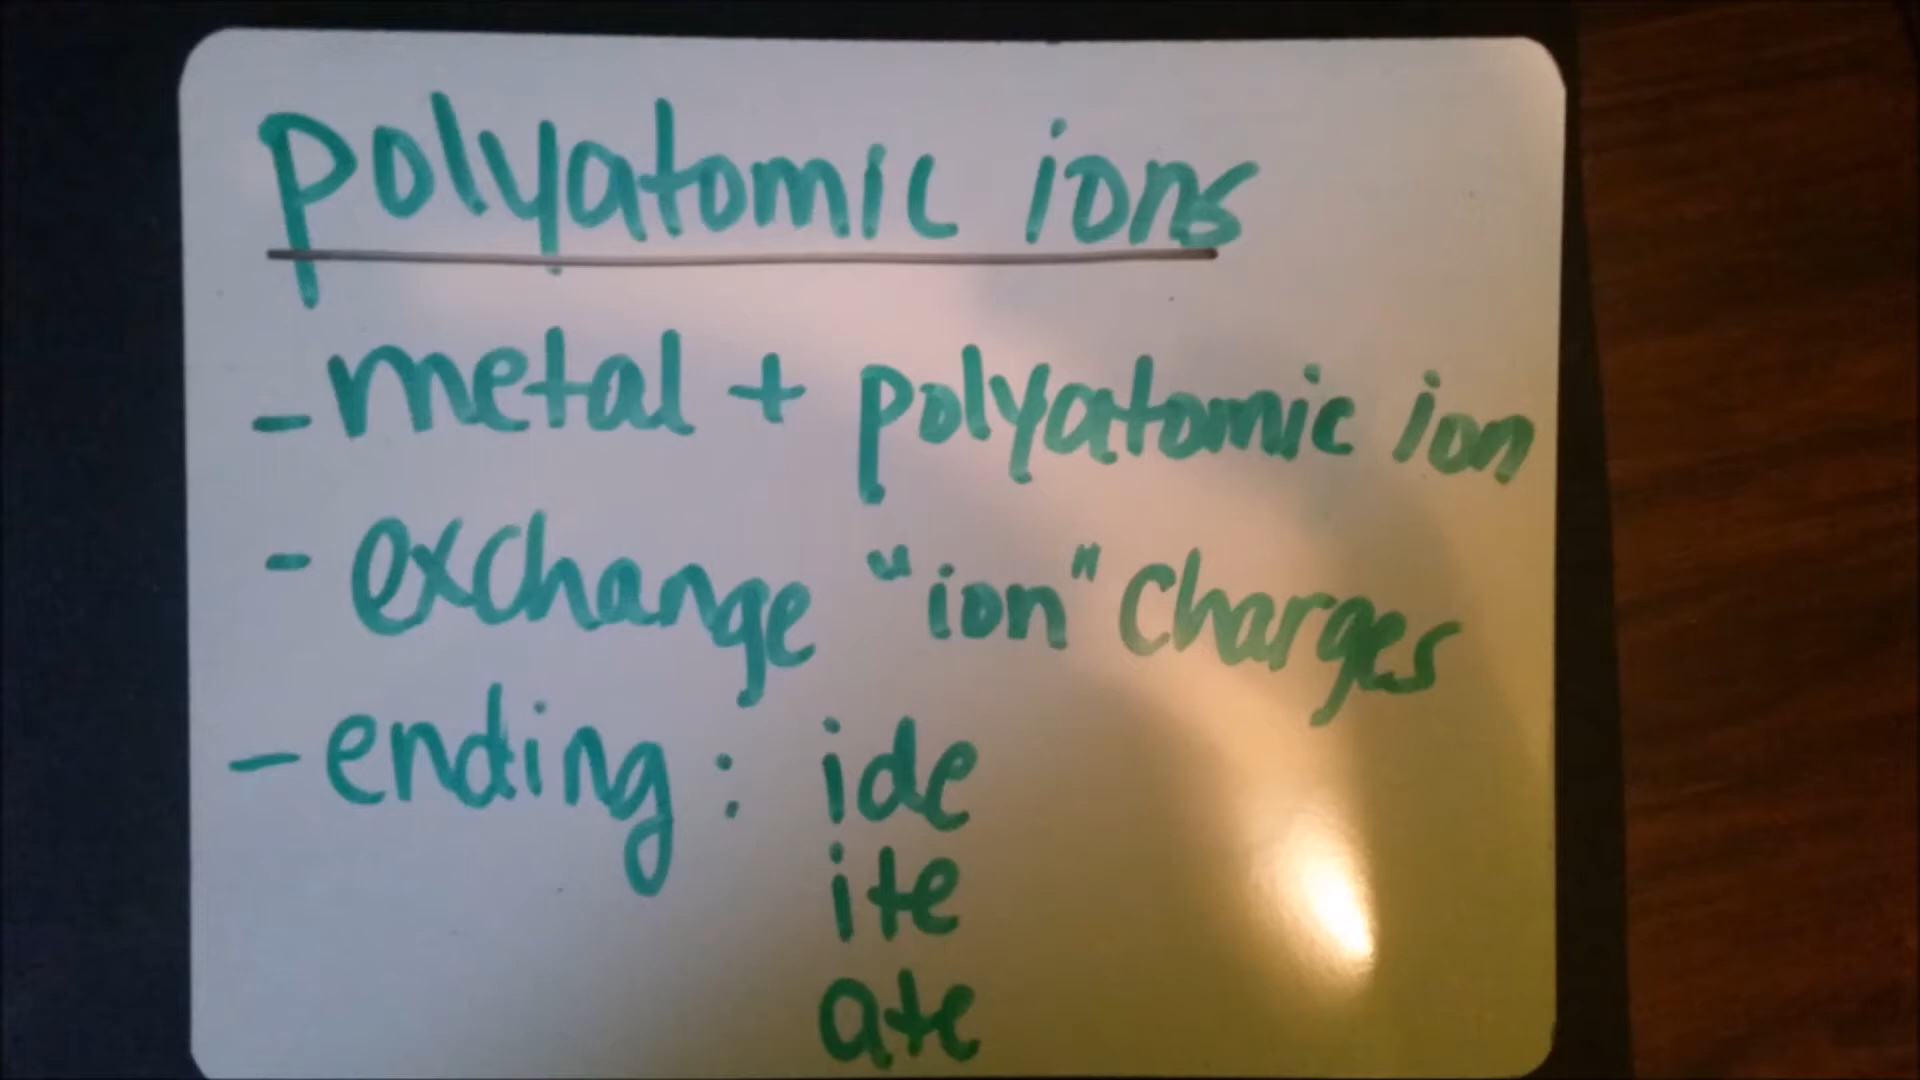 polyatomic ions
- metal + polyatomic ion
- exchange "ion" charges
- ending : ide
ite
ate